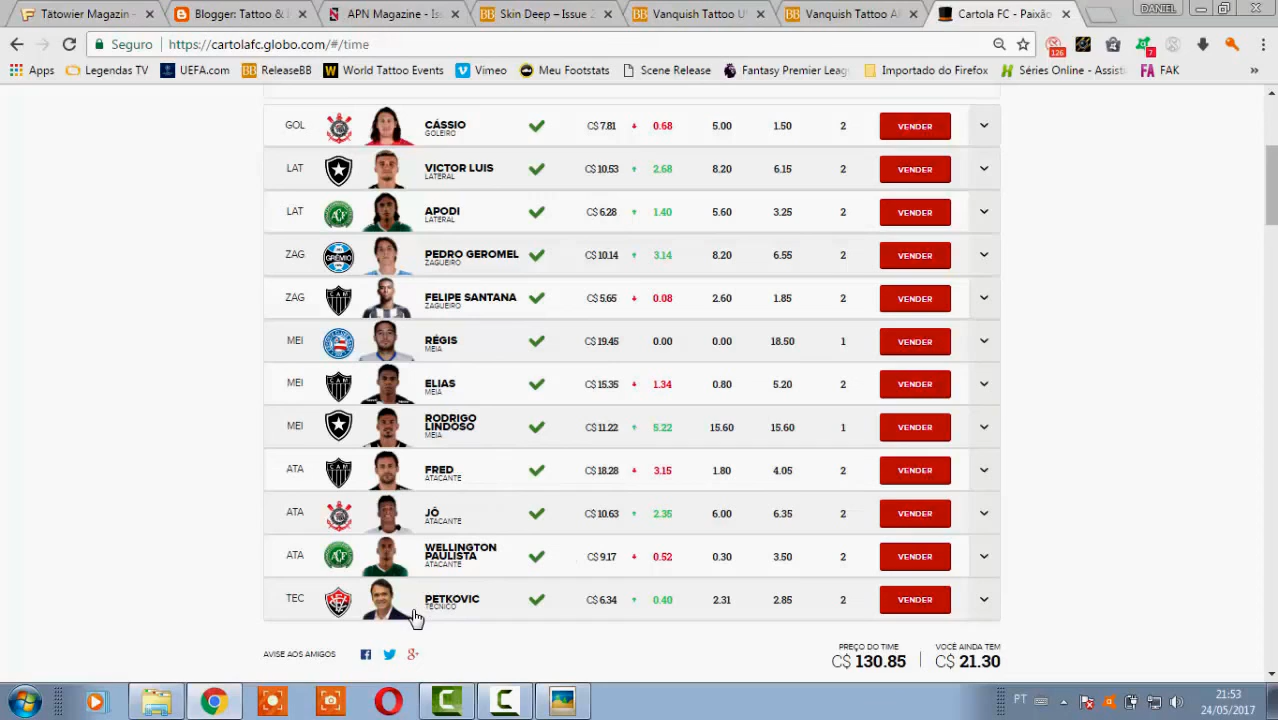 Tätowier Magazin - Za
Blogger: Tattoo &
APN Magazine - Iss
Skin Deep – Issue
Vanquish Tattoo
Vanquish Tattoo
Cartola FC - Paixão
DANIEL
Seguro
https://cartolafc.globo.com/#/time
126
7
Apps
Legendas TV
UEFA.com
ReleaseBB
World Tattoo Events
Vimeo
Meu Footstats
Scene Release
Fantasy Premier Leag
Importado do Firefox
Séries Online - Assisti
FA
FAK
GOL CÁSSIO C$ 7.81 0.68 5.00 1.50 2 VENDER
GOLEIRO
LAT VICTOR LUIS C$ 10.53 2.68 8.20 6.15 2 VENDER
LATERAL
LAT APODI C$ 6.28 1.40 5.60 3.25 2 VENDER
LATERAL
ZAG GRÊMIO PEDRO GEROMEL C$ 10.14 3.14 8.20 6.55 2 VENDER
ZAGUEIRO
ZAG CAM FELIPE SANTANA C$ 5.65 0.08 2.60 1.85 2 VENDER
ZAGUEIRO
MEI RÉGIS C$ 19.45 0.00 0.00 18.50 1 VENDER
MEIA
MEI CAM ELIAS C$ 15.35 1.34 0.80 5.20 2 VENDER
MEIA
MEI RODRIGO LINDOSO C$ 11.22 5.22 15.60 15.60 1 VENDER
MEIA
ATA CAM FRED C$ 18.28 3.15 1.80 4.05 2 VENDER
ATACANTE
ATA JÔ C$ 10.63 2.35 6.00 6.35 2 VENDER
ATACANTE
ATA WELLINGTON PAULISTA C$ 9.17 0.52 0.30 3.50 2 VENDER
ATACANTE
TEC PETKOVIC C$ 6.34 0.40 2.31 2.85 2 VENDER
TÉCNICO
AVISE AOS AMIGOS
PREÇO DO TIME
C$ 130.85
VOCÊ AINDA TEM
C$ 21.30
PT
21:53
24/05/2017